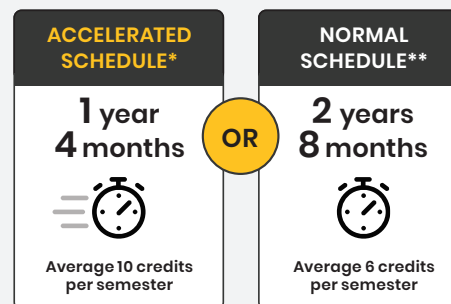 ACCELERATED
SCHEDULE*
1 year
4 months
Average 10 credits
per semester
OR
NORMAL
SCHEDULE**
2 years
8 months
Average 6 credits
per semester